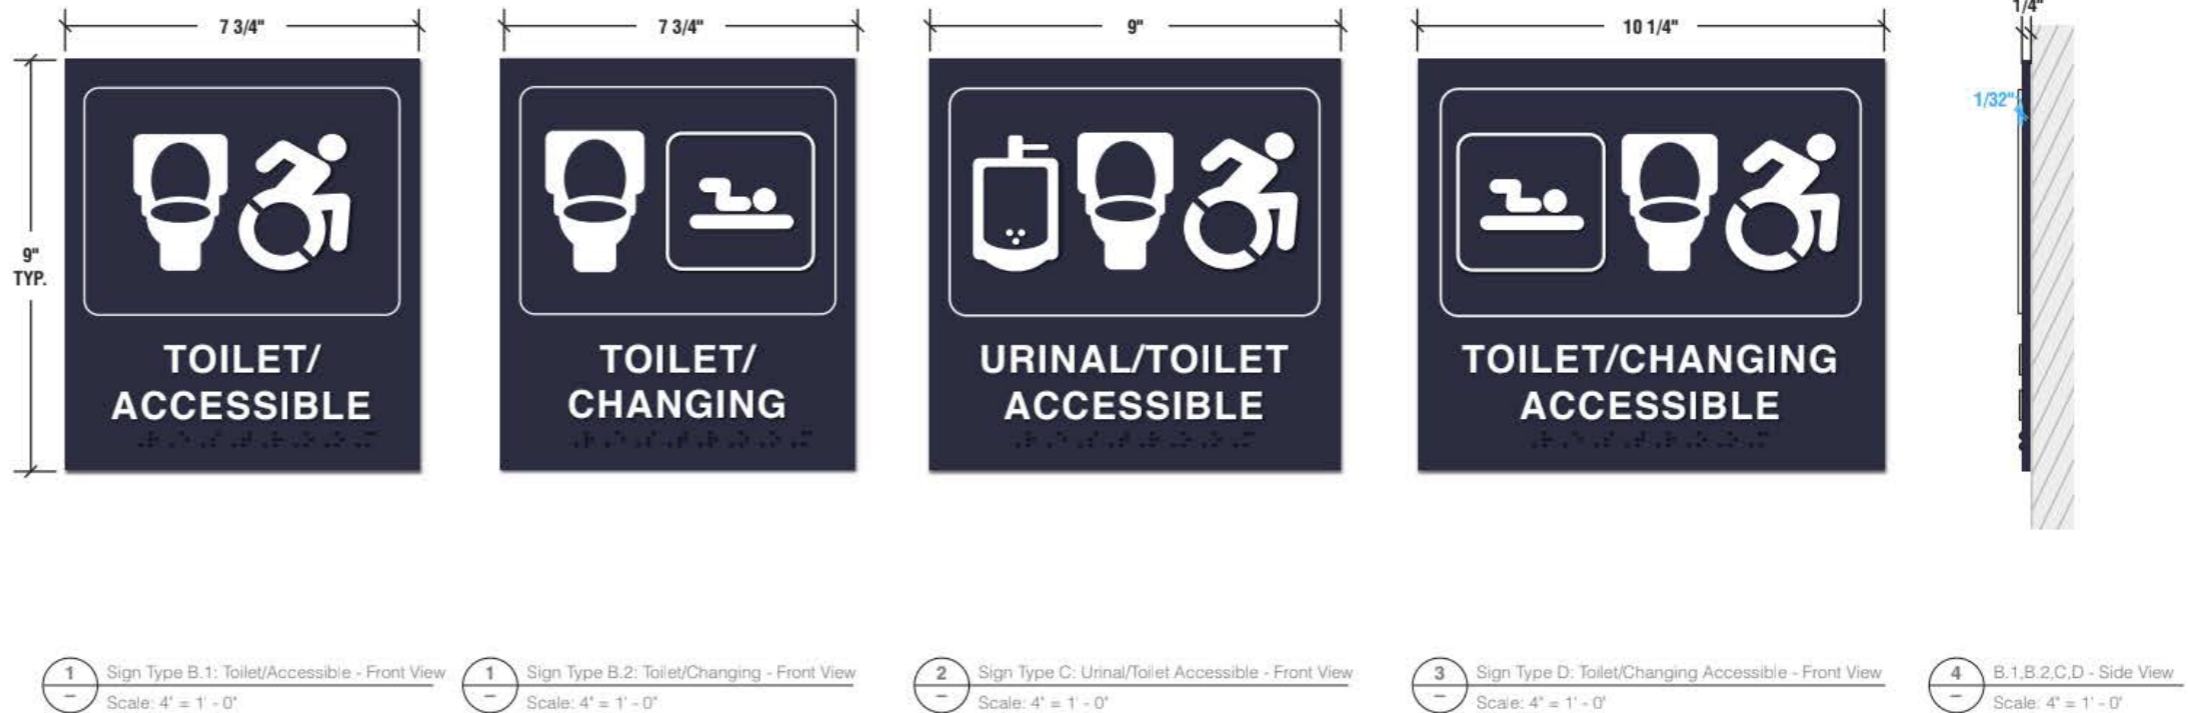 7 3/4"
7 3/4"
9"
10 1/4"
1/4"
1/32"
9"
TYP.
TOILET/
ACCESSIBLE
TOILET/
CHANGING
URINAL/TOILET
ACCESSIBLE
TOILET/CHANGING
ACCESSIBLE
1
–
Sign Type B.1: Toilet/Accessible - Front View
Scale: 4" = 1' - 0"
1
–
Sign Type B.2: Toilet/Changing - Front View
Scale: 4" = 1' - 0"
2
–
Sign Type C: Urinal/Toilet Accessible - Front View
Scale: 4" = 1' - 0"
3
–
Sign Type D: Toilet/Changing Accessible - Front View
Scale: 4" = 1' - 0"
4
–
B.1,B.2,C,D - Side View
Scale: 4" = 1' - 0"